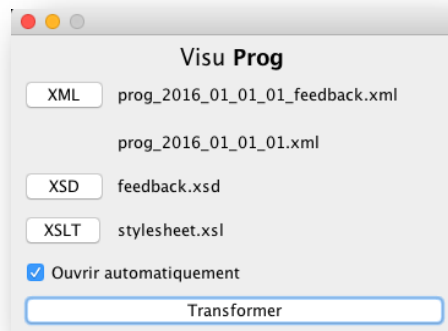 Visu Prog
XML prog_2016_01_01_01_feedback.xml
prog_2016_01_01_01.xml
XSD feedback.xsd
XSLT stylesheet.xsl
Ouvrir automatiquement
Transformer